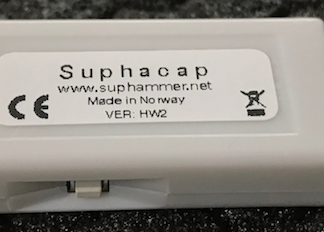 Suphacap
www.suphammer.net
Made in Norway
VER: HW2
CE